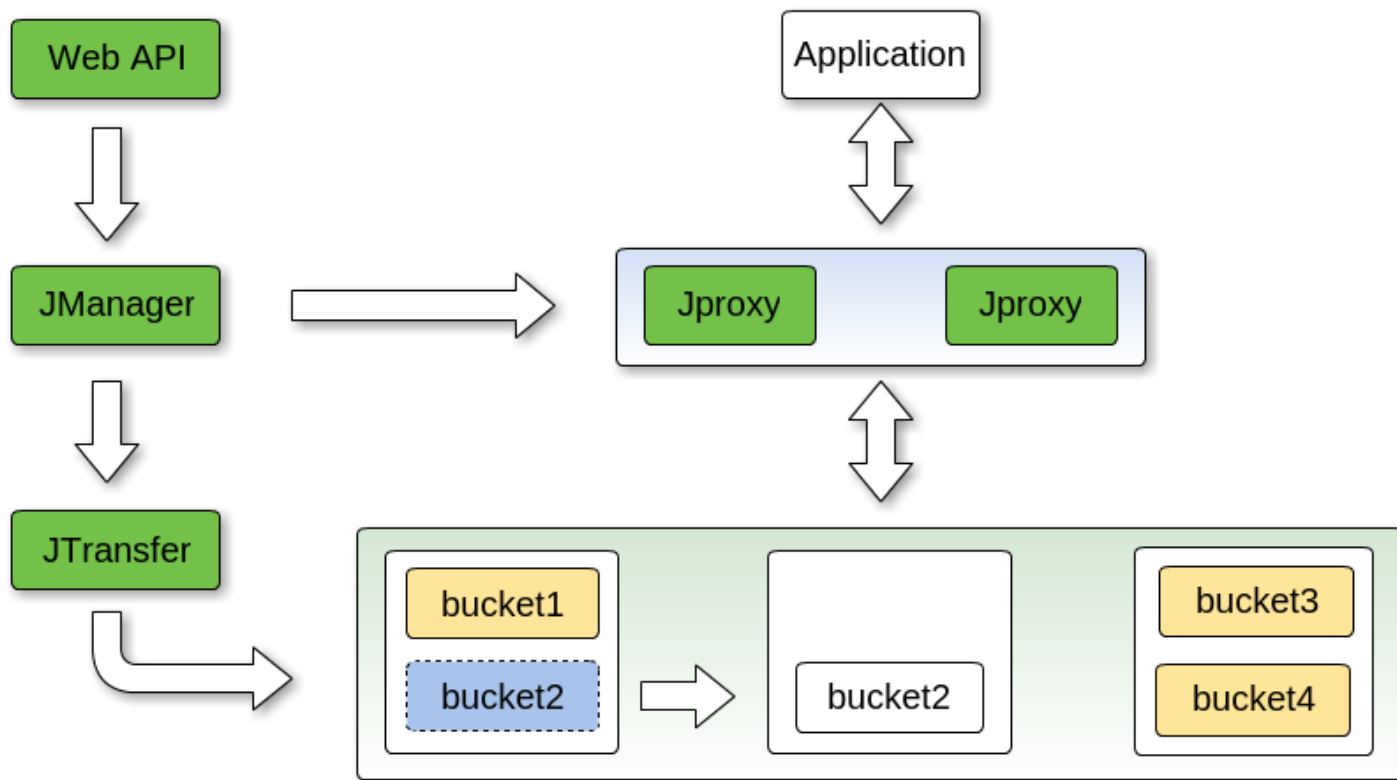 Web API
Application
JManager
Jproxy
Jproxy
JTransfer
bucket1
bucket2
bucket2
bucket3
bucket4